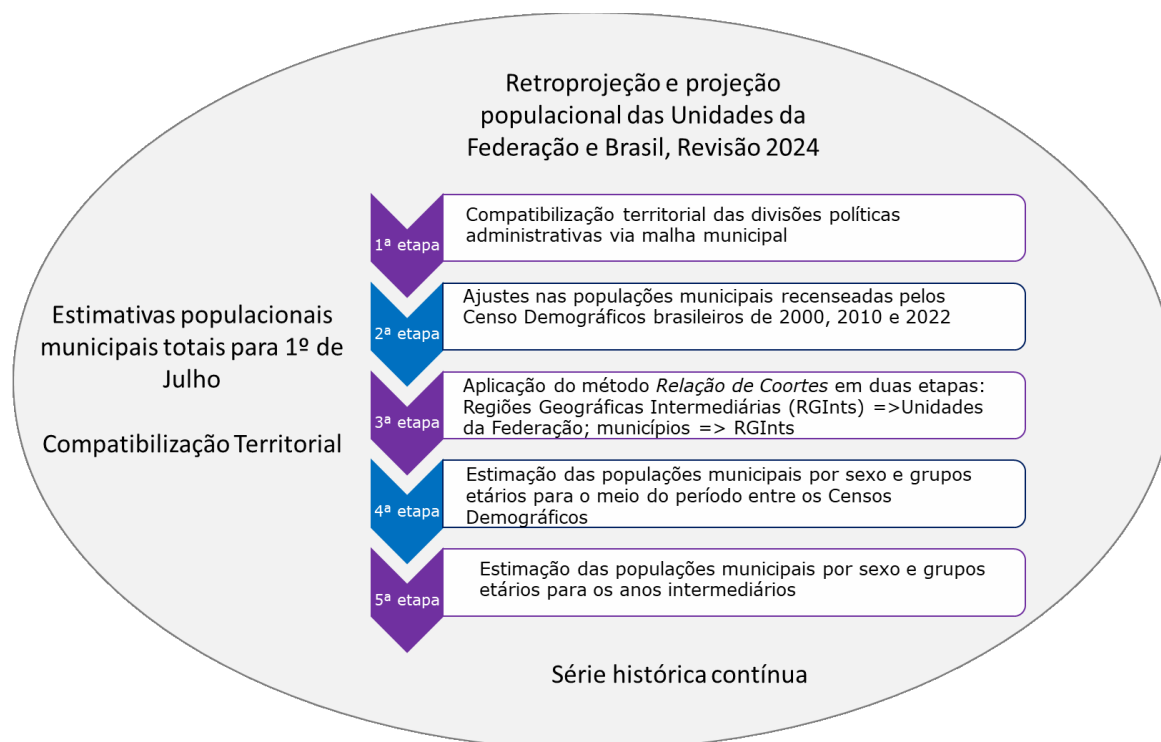 Retroprojeção e projeção
populacional das Unidades da
Federação e Brasil, Revisão 2024
1ª etapa
Compatibilização territorial das divisões políticas
administrativas via malha municipal
2ª etapa
Ajustes nas populações municipais recenseadas pelos
Censo Demográficos brasileiros de 2000, 2010 e 2022
Estimativas populacionais
municipais totais para 1º de
Julho
Compatibilização Territorial
3ª etapa
Aplicação do método Relação de Coortes em duas etapas:
Regiões Geográficas Intermediárias (RGInts) =>Unidades
da Federação; municípios => RGInts
4ª etapa
Estimação das populações municipais por sexo e grupos
etários para o meio do período entre os Censos
Demográficos
5ª etapa
Estimação das populações municipais por sexo e grupos
etários para os anos intermediários
Série histórica contínua